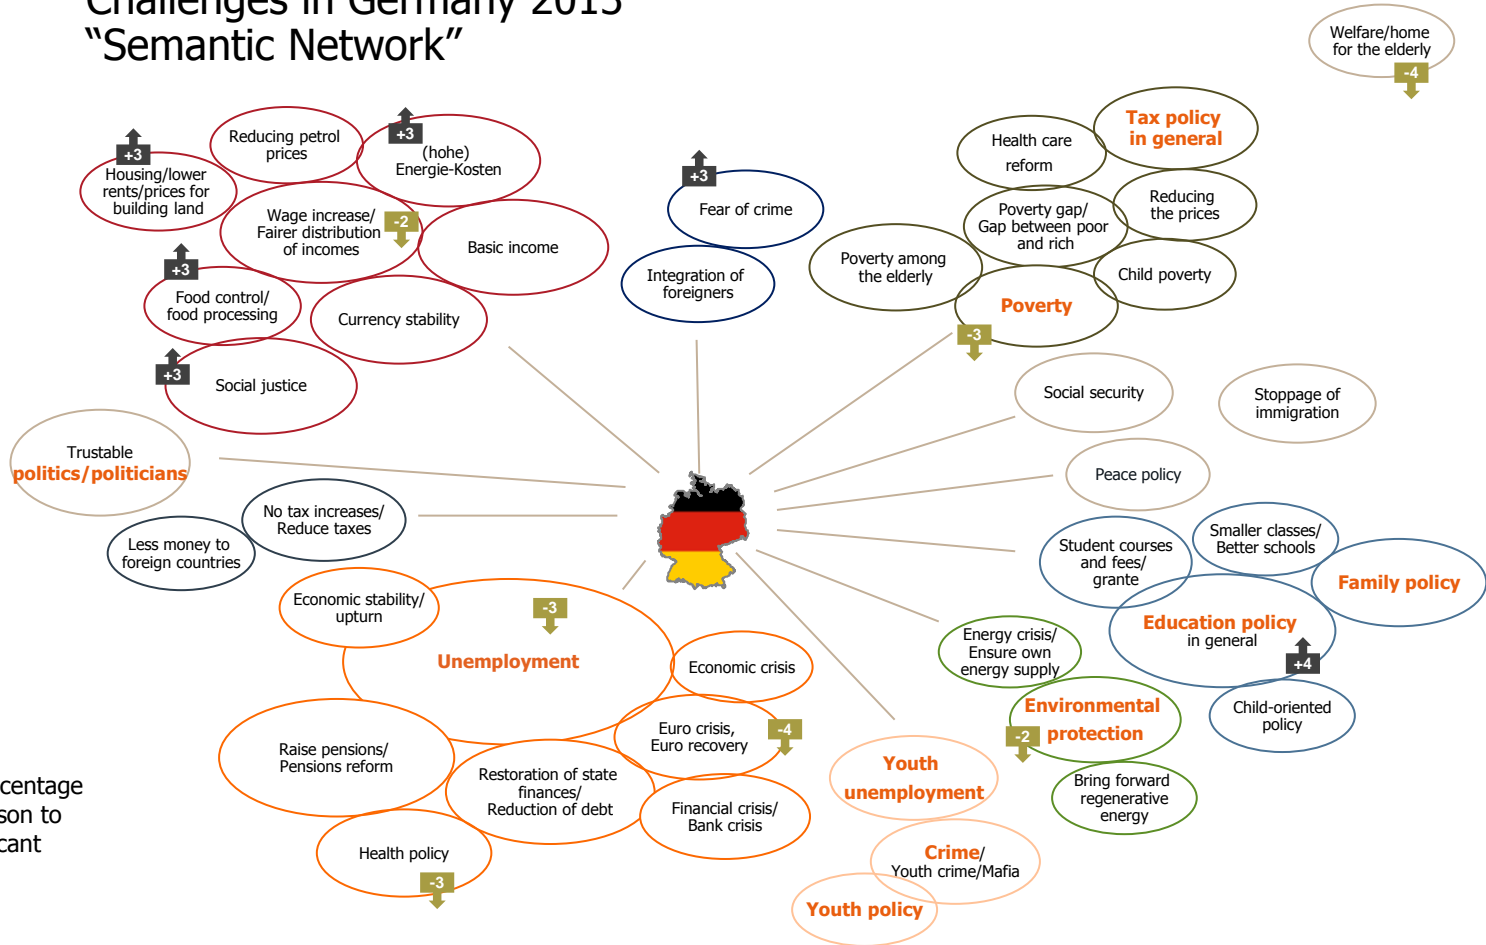 Challenges in Germany 2013
“Semantic Network”
Welfare/home
for the elderly
-4
+3
Housing/lower
rents/prices for
building land
Reducing petrol
prices
+3
(hohe)
Energie-Kosten
Wage increase/
Fairer distribution
of incomes
-2
Basic income
+3
Food control/
food processing
Currency stability
+3
Social justice
+3
Fear of crime
Integration of
foreigners
Tax policy
in general
Health care
reform
Reducing
the prices
Poverty gap/
Gap between poor
and rich
Poverty among
the elderly
Child poverty
Poverty
-3
Social security
Stoppage of
immigration
Peace policy
Trustable
politics/politicians
No tax increases/
Reduce taxes
Less money to
foreign countries
Student courses
and fees/
grante
Smaller classes/
Better schools
Family policy
Education policy
in general
+4
Child-oriented
policy
Economic stability/
upturn
-3
Unemployment
Economic crisis
Euro crisis,
Euro recovery
-4
Raise pensions/
Pensions reform
Restoration of state
finances/
Reduction of debt
Financial crisis/
Bank crisis
Health policy
-3
Energy crisis/
Ensure own
energy supply
Environmental
protection
-2
Bring forward
regenerative
energy
Youth
unemployment
Crime/
Youth crime/Mafia
Youth policy
centage
son to
cant